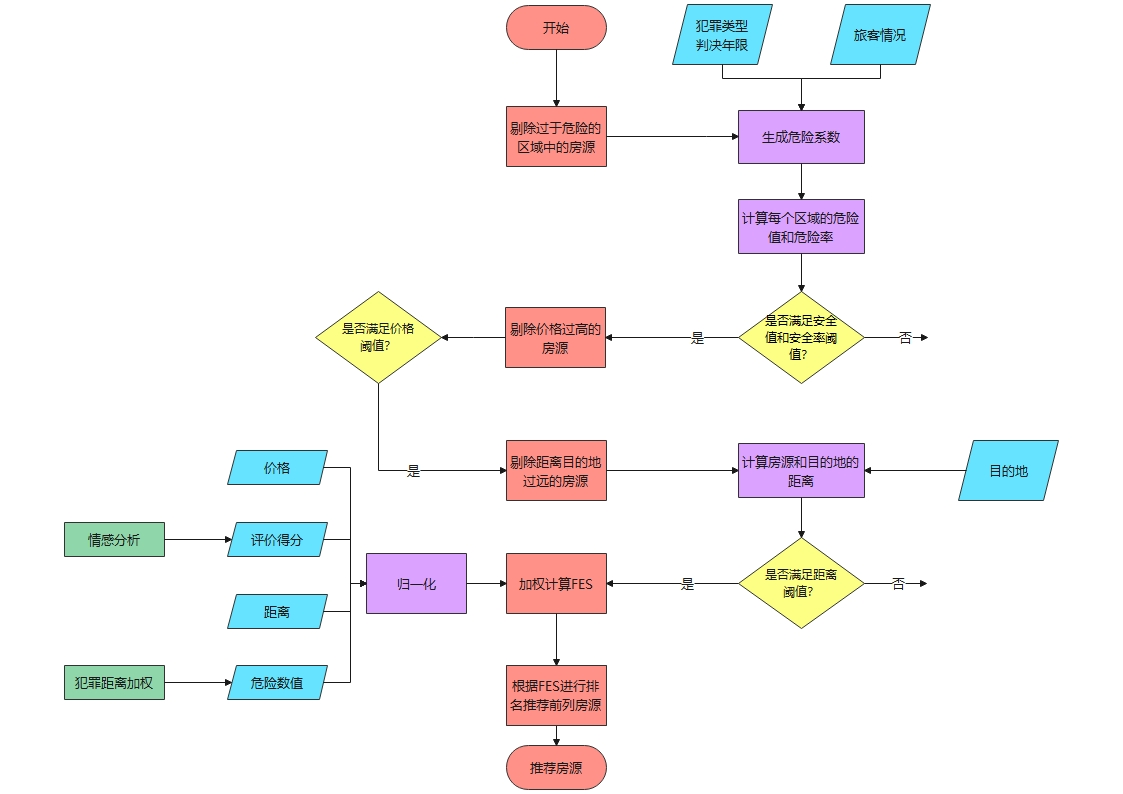 开始
犯罪类型
判决年限
旅客情况
剔除过于危险的
区域中的房源
生成危险系数
计算每个区域的危险
值和危险率
是否满足价格
阈值?
剔除价格过高的
房源
是
是否满足安全
值和安全率阈
值?
否
价格
是
剔除距离目的地
过远的房源
计算房源和目的地的
距离
目的地
情感分析
评价得分
归一化
加权计算FES
是
是否满足距离
阈值?
否
距离
犯罪距离加权
危险数值
根据FES进行排
名推荐前列房源
推荐房源